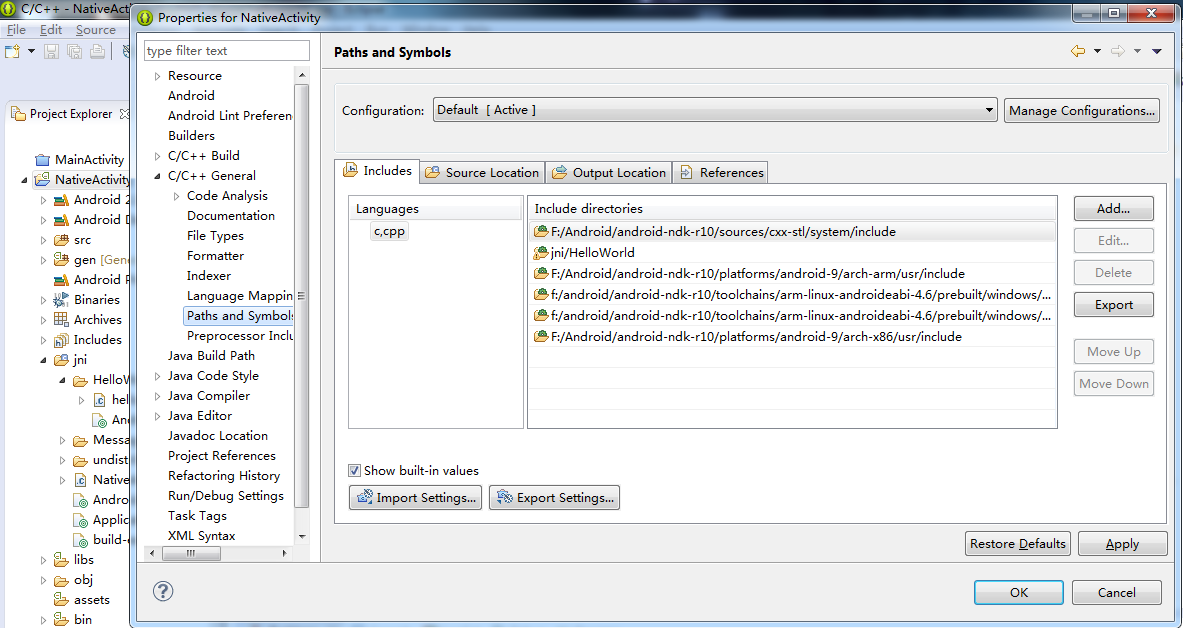 C/C++ - NativeAct
File Edit Source
Project Explorer
MainActivity
NativeActivity
Android 2
Android D
src
gen [Gene
Android P
Binaries
Archives
Includes
jni
HelloW
hel
An
Messa
undist
Native
Andro
Applic
build-
libs
obj
assets
bin
Properties for NativeActivity
type filter text
Resource
Android
Android Lint Preferen
Builders
C/C++ Build
C/C++ General
Code Analysis
Documentation
File Types
Formatter
Indexer
Language Mappin
Paths and Symbols
Preprocessor Inclu
Java Build Path
Java Code Style
Java Compiler
Java Editor
Javadoc Location
Project References
Refactoring History
Run/Debug Settings
Task Tags
XML Syntax
Paths and Symbols
Configuration: Default [ Active ] Manage Configurations...
Includes Source Location Output Location References
Languages
c,cpp
Include directories
F:/Android/android-ndk-r10/sources/cxx-stl/system/include
jni/HelloWorld
F:/Android/android-ndk-r10/platforms/android-9/arch-arm/usr/include
f:/android/android-ndk-r10/toolchains/arm-linux-androideabi-4.6/prebuilt/windows/...
f:/android/android-ndk-r10/toolchains/arm-linux-androideabi-4.6/prebuilt/windows/...
F:/Android/android-ndk-r10/platforms/android-9/arch-x86/usr/include
Add...
Edit...
Delete
Export
Move Up
Move Down
Show built-in values
Import Settings... Export Settings...
Restore Defaults Apply
? OK Cancel